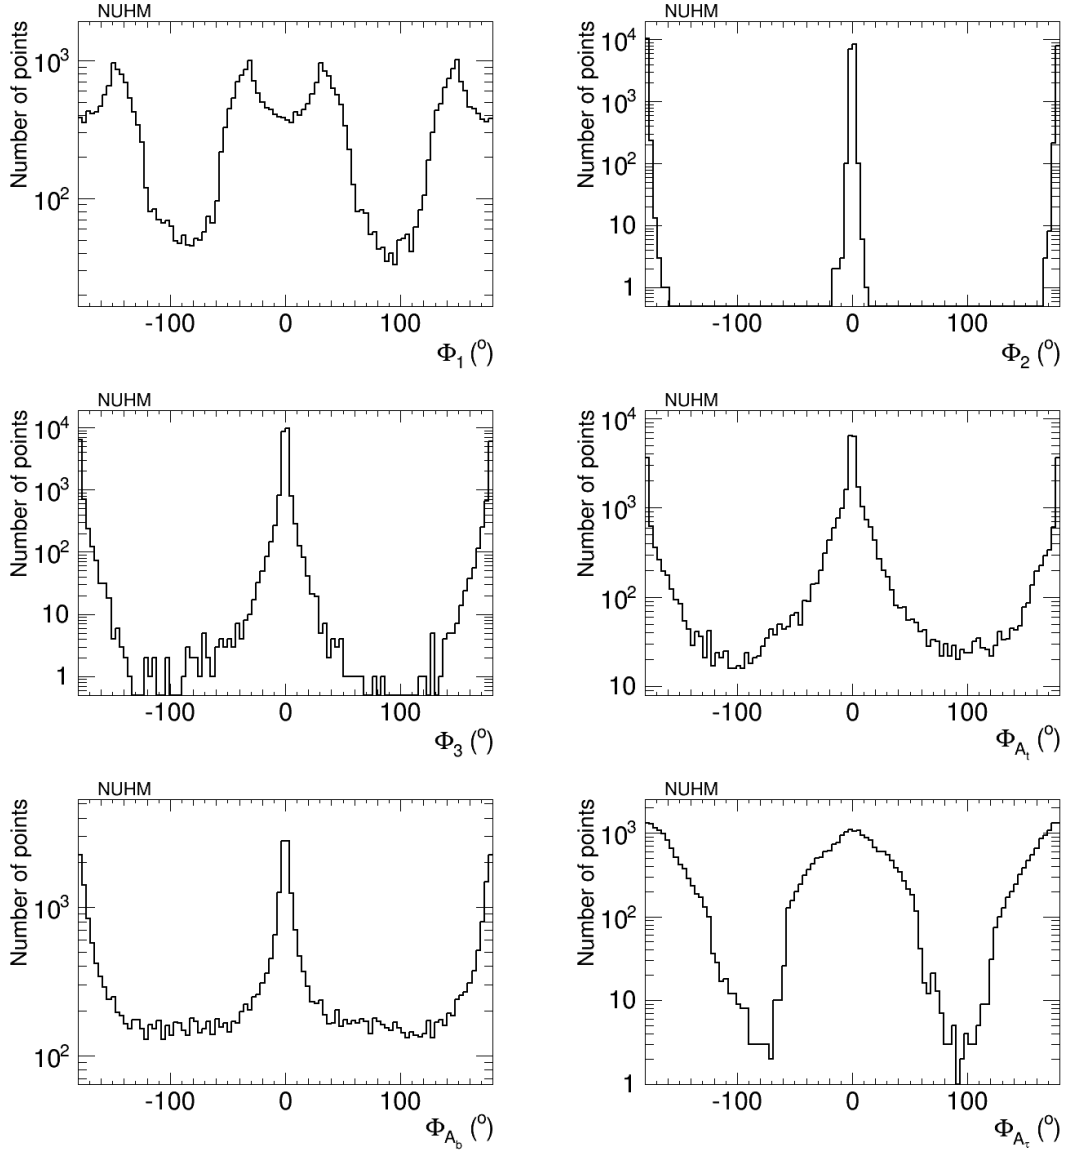 NUHM
Number of points
10³
10²
-100 0 100
Φ₁ (°)
NUHM
Number of points
10⁴
10³
10²
10
1
-100 0 100
Φ₂ (°)
NUHM
Number of points
10⁴
10³
10²
10
1
-100 0 100
Φ₃ (°)
NUHM
Number of points
10⁴
10³
10²
10
-100 0 100
Φ_{A_t} (°)
NUHM
Number of points
10³
10²
-100 0 100
Φ_{A_b} (°)
NUHM
Number of points
10³
10²
10
1
-100 0 100
Φ_{A_τ} (°)